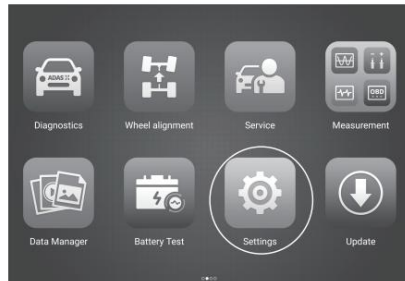 ADAS
Diagnostics
Wheel alignment
Service
OBD
Measurement
Data Manager
Battery Test
Settings
Update